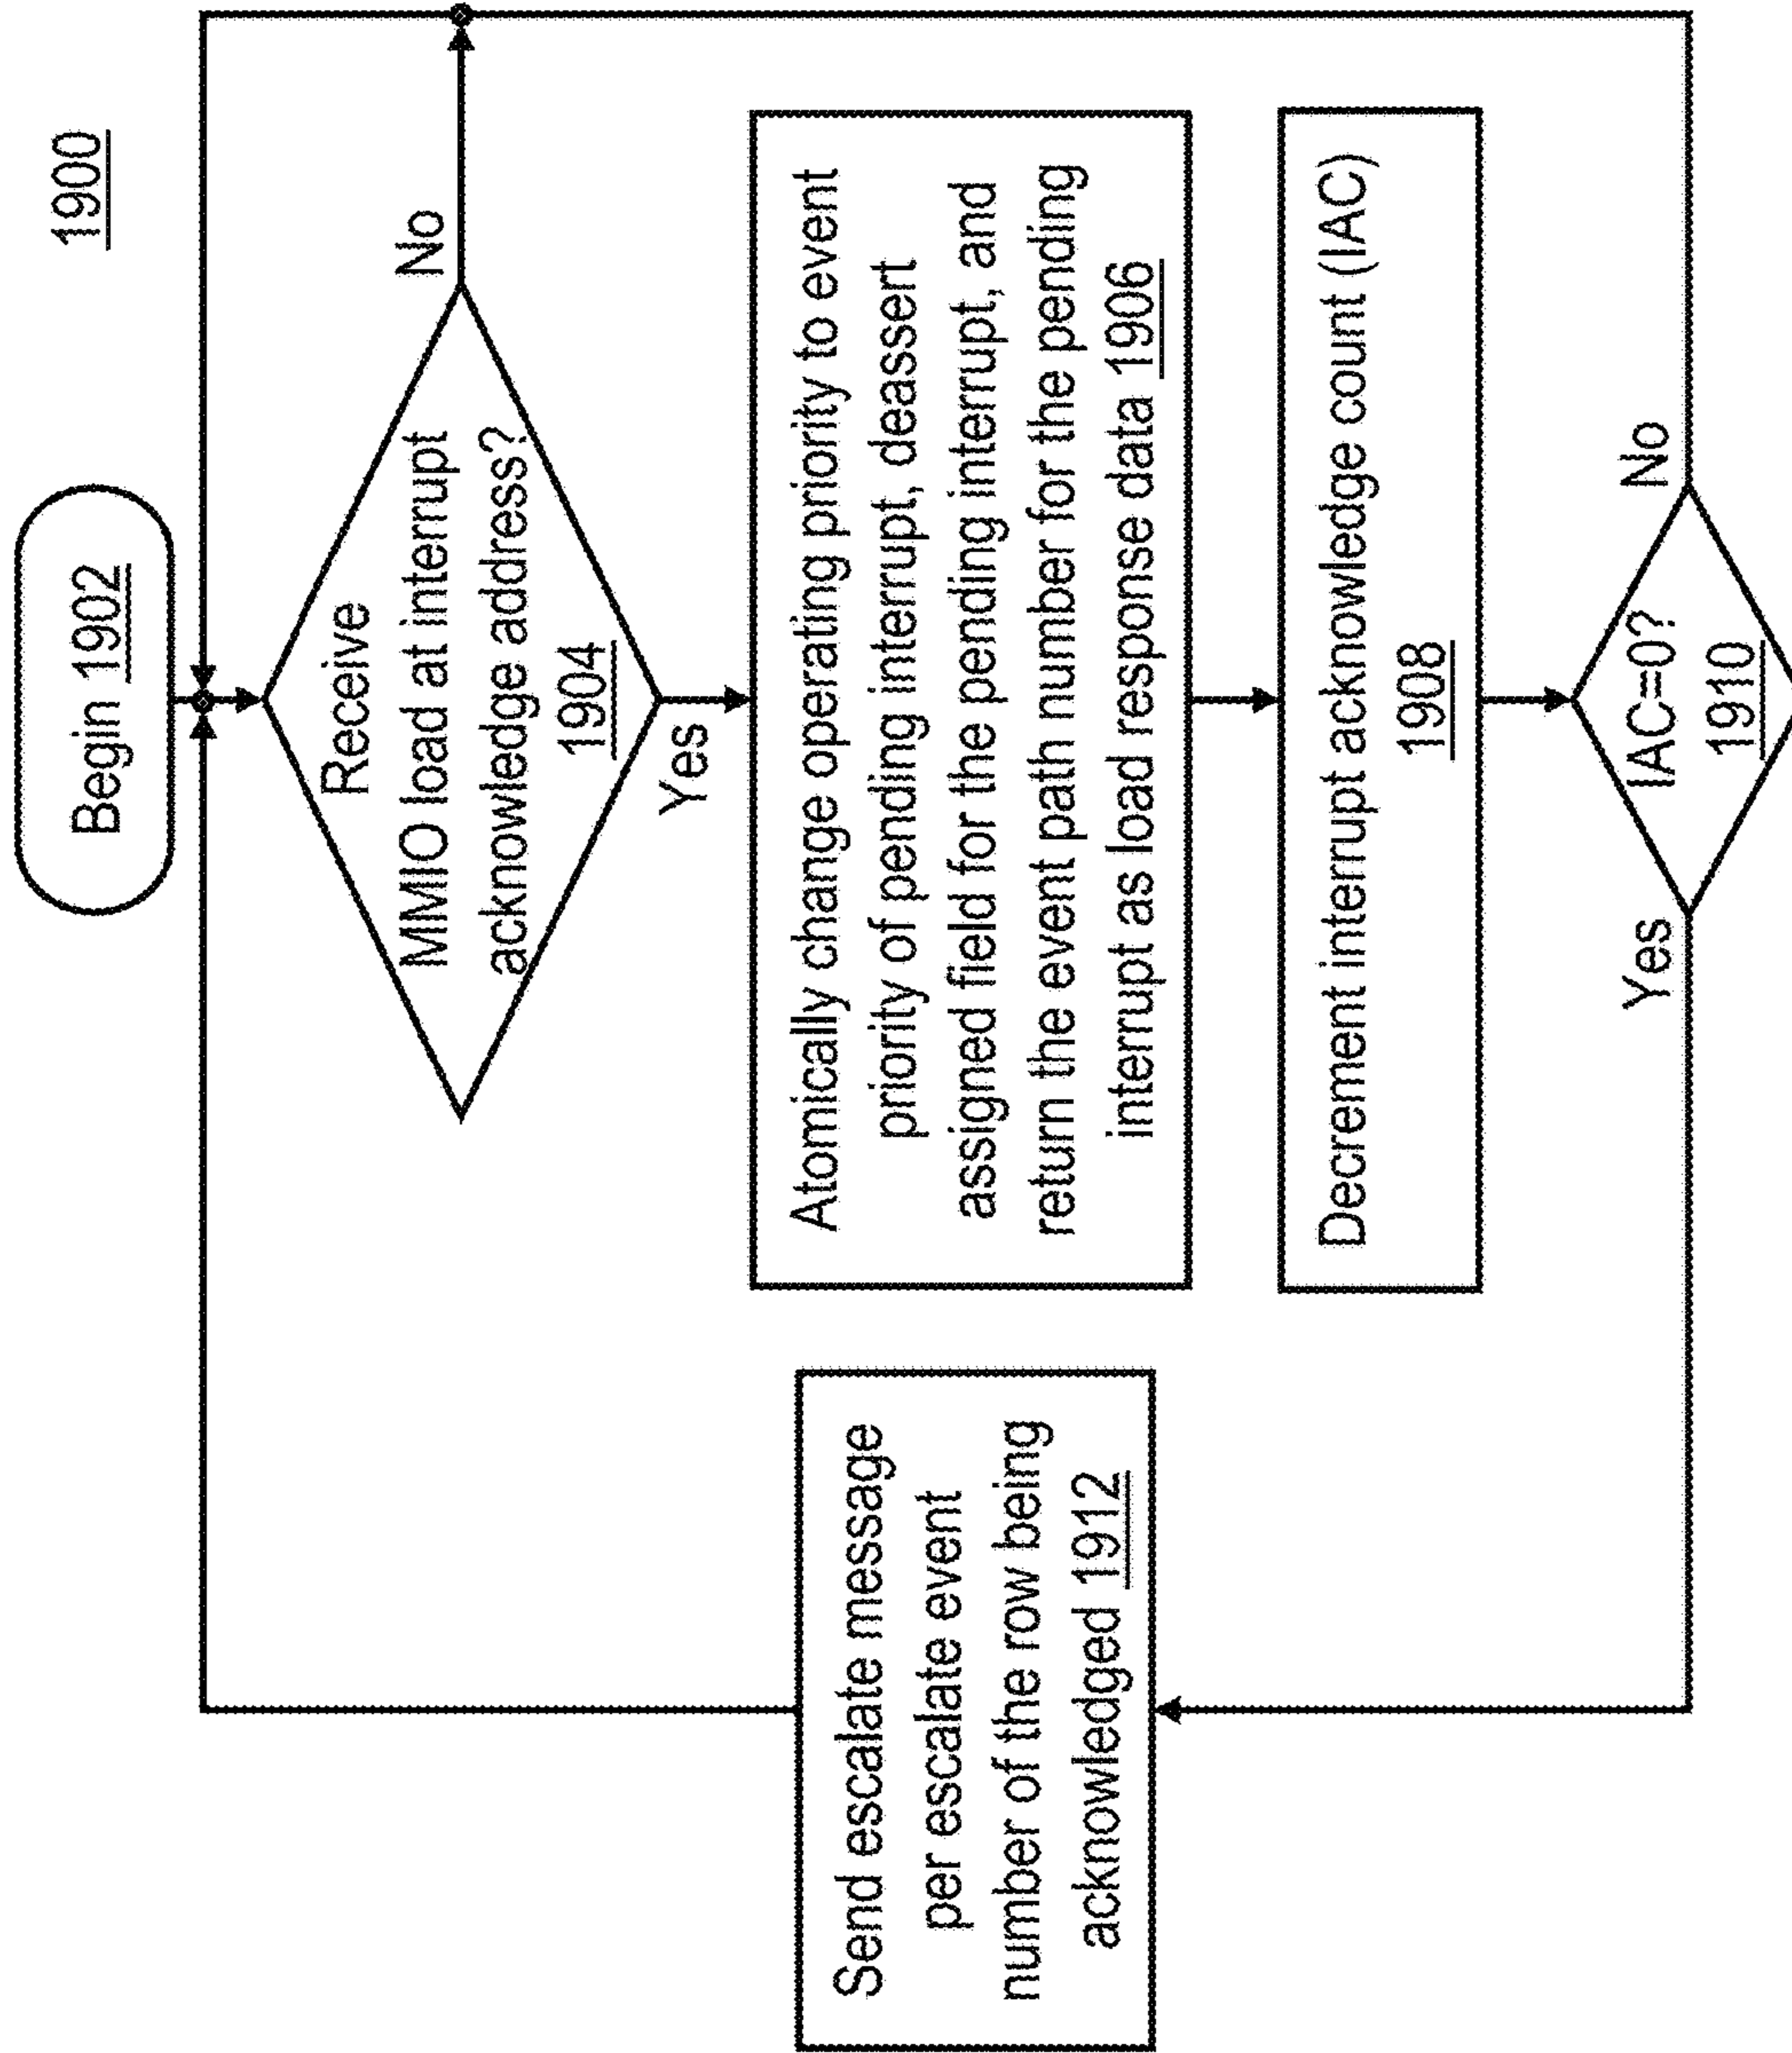 1900
Begin 1902
Receive
MMIO load at interrupt
acknowledge address?
1904
No
Yes
Atomically change operating priority to event
priority of pending interrupt, deassert
assigned field for the pending interrupt, and
return the event path number for the pending
interrupt as load response data 1906
Decrement interrupt acknowledge count (IAC)
1908
IAC=0?
1910
No
Yes
Send escalate message
per escalate event
number of the row being
acknowledged 1912